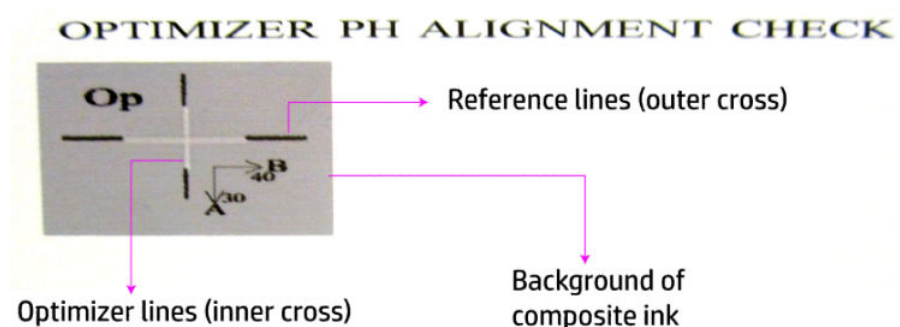 OPTIMIZER PH ALIGNMENT CHECK
Op
Reference lines (outer cross)
B
40
30
A
Optimizer lines (inner cross)
Background of
composite ink